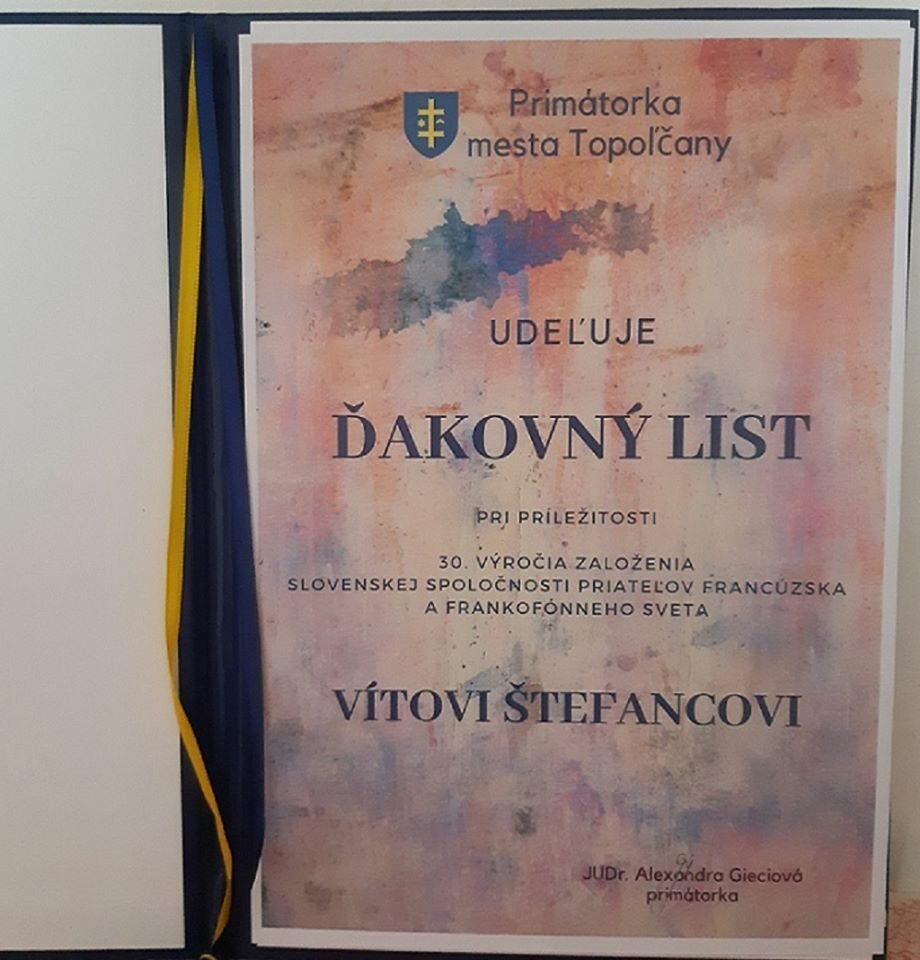 Primátorka
mesta Topoľčany
UDEĽUJE
ĎAKOVNÝ LIST
PRI PRÍLEŽITOSTI
30. VÝROČIA ZALOŽENIA
SLOVENSKEJ SPOLOČNOSTI PRIATEĽOV FRANCÚZSKA
A FRANKOFÓNNEHO SVETA
VÍTOVI ŠTEFANCOVI
JUDr. Alexandra Gieciová
primátorka